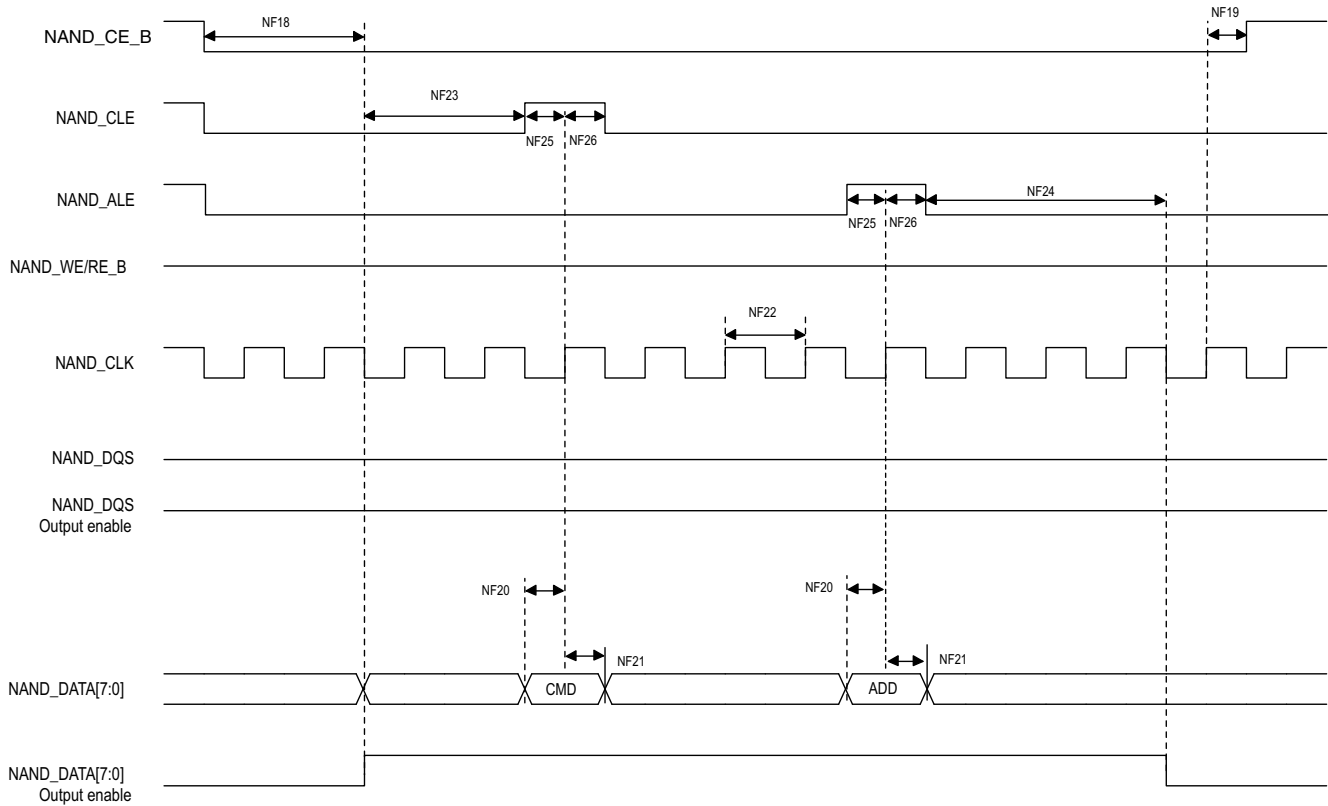 NF18
NF19
NAND_CE_B
NF23
NAND_CLE
NF25
NF26
NAND_ALE
NF24
NF25
NF26
NAND_WE/RE_B
NF22
NAND_CLK
NAND_DQS
NAND_DQS
Output enable
NF20
NF20
NF21
NF21
NAND_DATA[7:0]
CMD
ADD
NAND_DATA[7:0]
Output enable